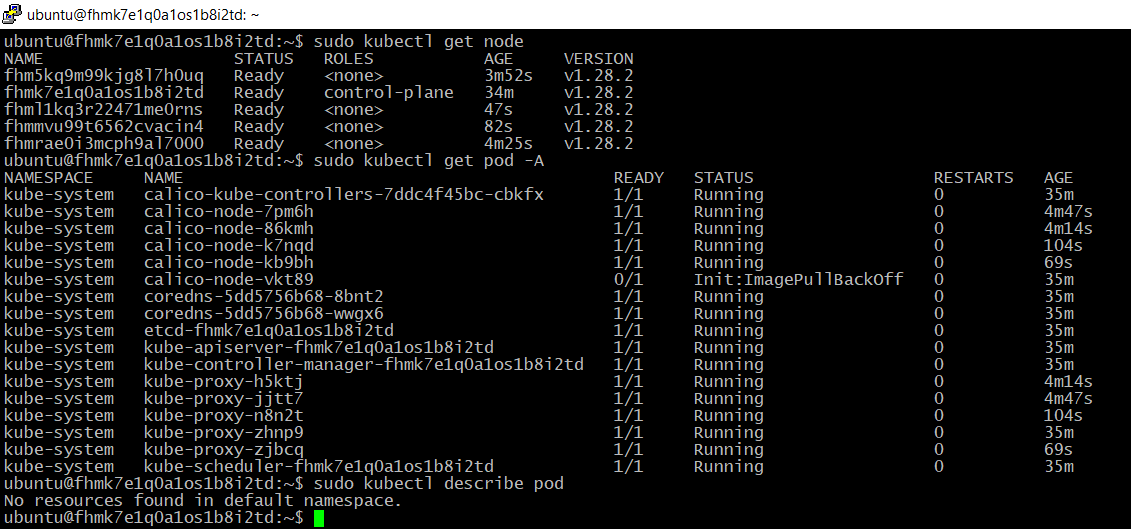 ubuntu@fhmk7e1q0a1os1b8i2td: ~
ubuntu@fhmk7e1q0a1os1b8i2td:~$ sudo kubectl get node
NAME STATUS ROLES AGE VERSION
fhm5kq9m99kjg8l7h0uq Ready <none> 3m52s v1.28.2
fhmk7e1q0a1os1b8i2td Ready control-plane 34m v1.28.2
fhml1kq3r22471me0rns Ready <none> 47s v1.28.2
fhmmvu99t6562cvacin4 Ready <none> 82s v1.28.2
fhmrae0i3mcph9al7000 Ready <none> 4m25s v1.28.2
ubuntu@fhmk7e1q0a1os1b8i2td:~$ sudo kubectl get pod -A
NAMESPACE NAME READY STATUS RESTARTS AGE
kube-system calico-kube-controllers-7ddc4f45bc-cbkfx 1/1 Running 0 35m
kube-system calico-node-7pm6h 1/1 Running 0 4m47s
kube-system calico-node-86kmh 1/1 Running 0 4m14s
kube-system calico-node-k7nqd 1/1 Running 0 104s
kube-system calico-node-kb9bh 1/1 Running 0 69s
kube-system calico-node-vkt89 0/1 Init:ImagePullBackOff 0 35m
kube-system coredns-5dd5756b68-8bnt2 1/1 Running 0 35m
kube-system coredns-5dd5756b68-wwgx6 1/1 Running 0 35m
kube-system etcd-fhmk7e1q0a1os1b8i2td 1/1 Running 0 35m
kube-system kube-apiserver-fhmk7e1q0a1os1b8i2td 1/1 Running 0 35m
kube-system kube-controller-manager-fhmk7e1q0a1os1b8i2td 1/1 Running 0 35m
kube-system kube-proxy-h5ktj 1/1 Running 0 4m14s
kube-system kube-proxy-jjtt7 1/1 Running 0 4m47s
kube-system kube-proxy-n8n2t 1/1 Running 0 104s
kube-system kube-proxy-zhnp9 1/1 Running 0 35m
kube-system kube-proxy-zjbcq 1/1 Running 0 69s
kube-system kube-scheduler-fhmk7e1q0a1os1b8i2td 1/1 Running 0 35m
ubuntu@fhmk7e1q0a1os1b8i2td:~$ sudo kubectl describe pod
No resources found in default namespace.
ubuntu@fhmk7e1q0a1os1b8i2td:~$